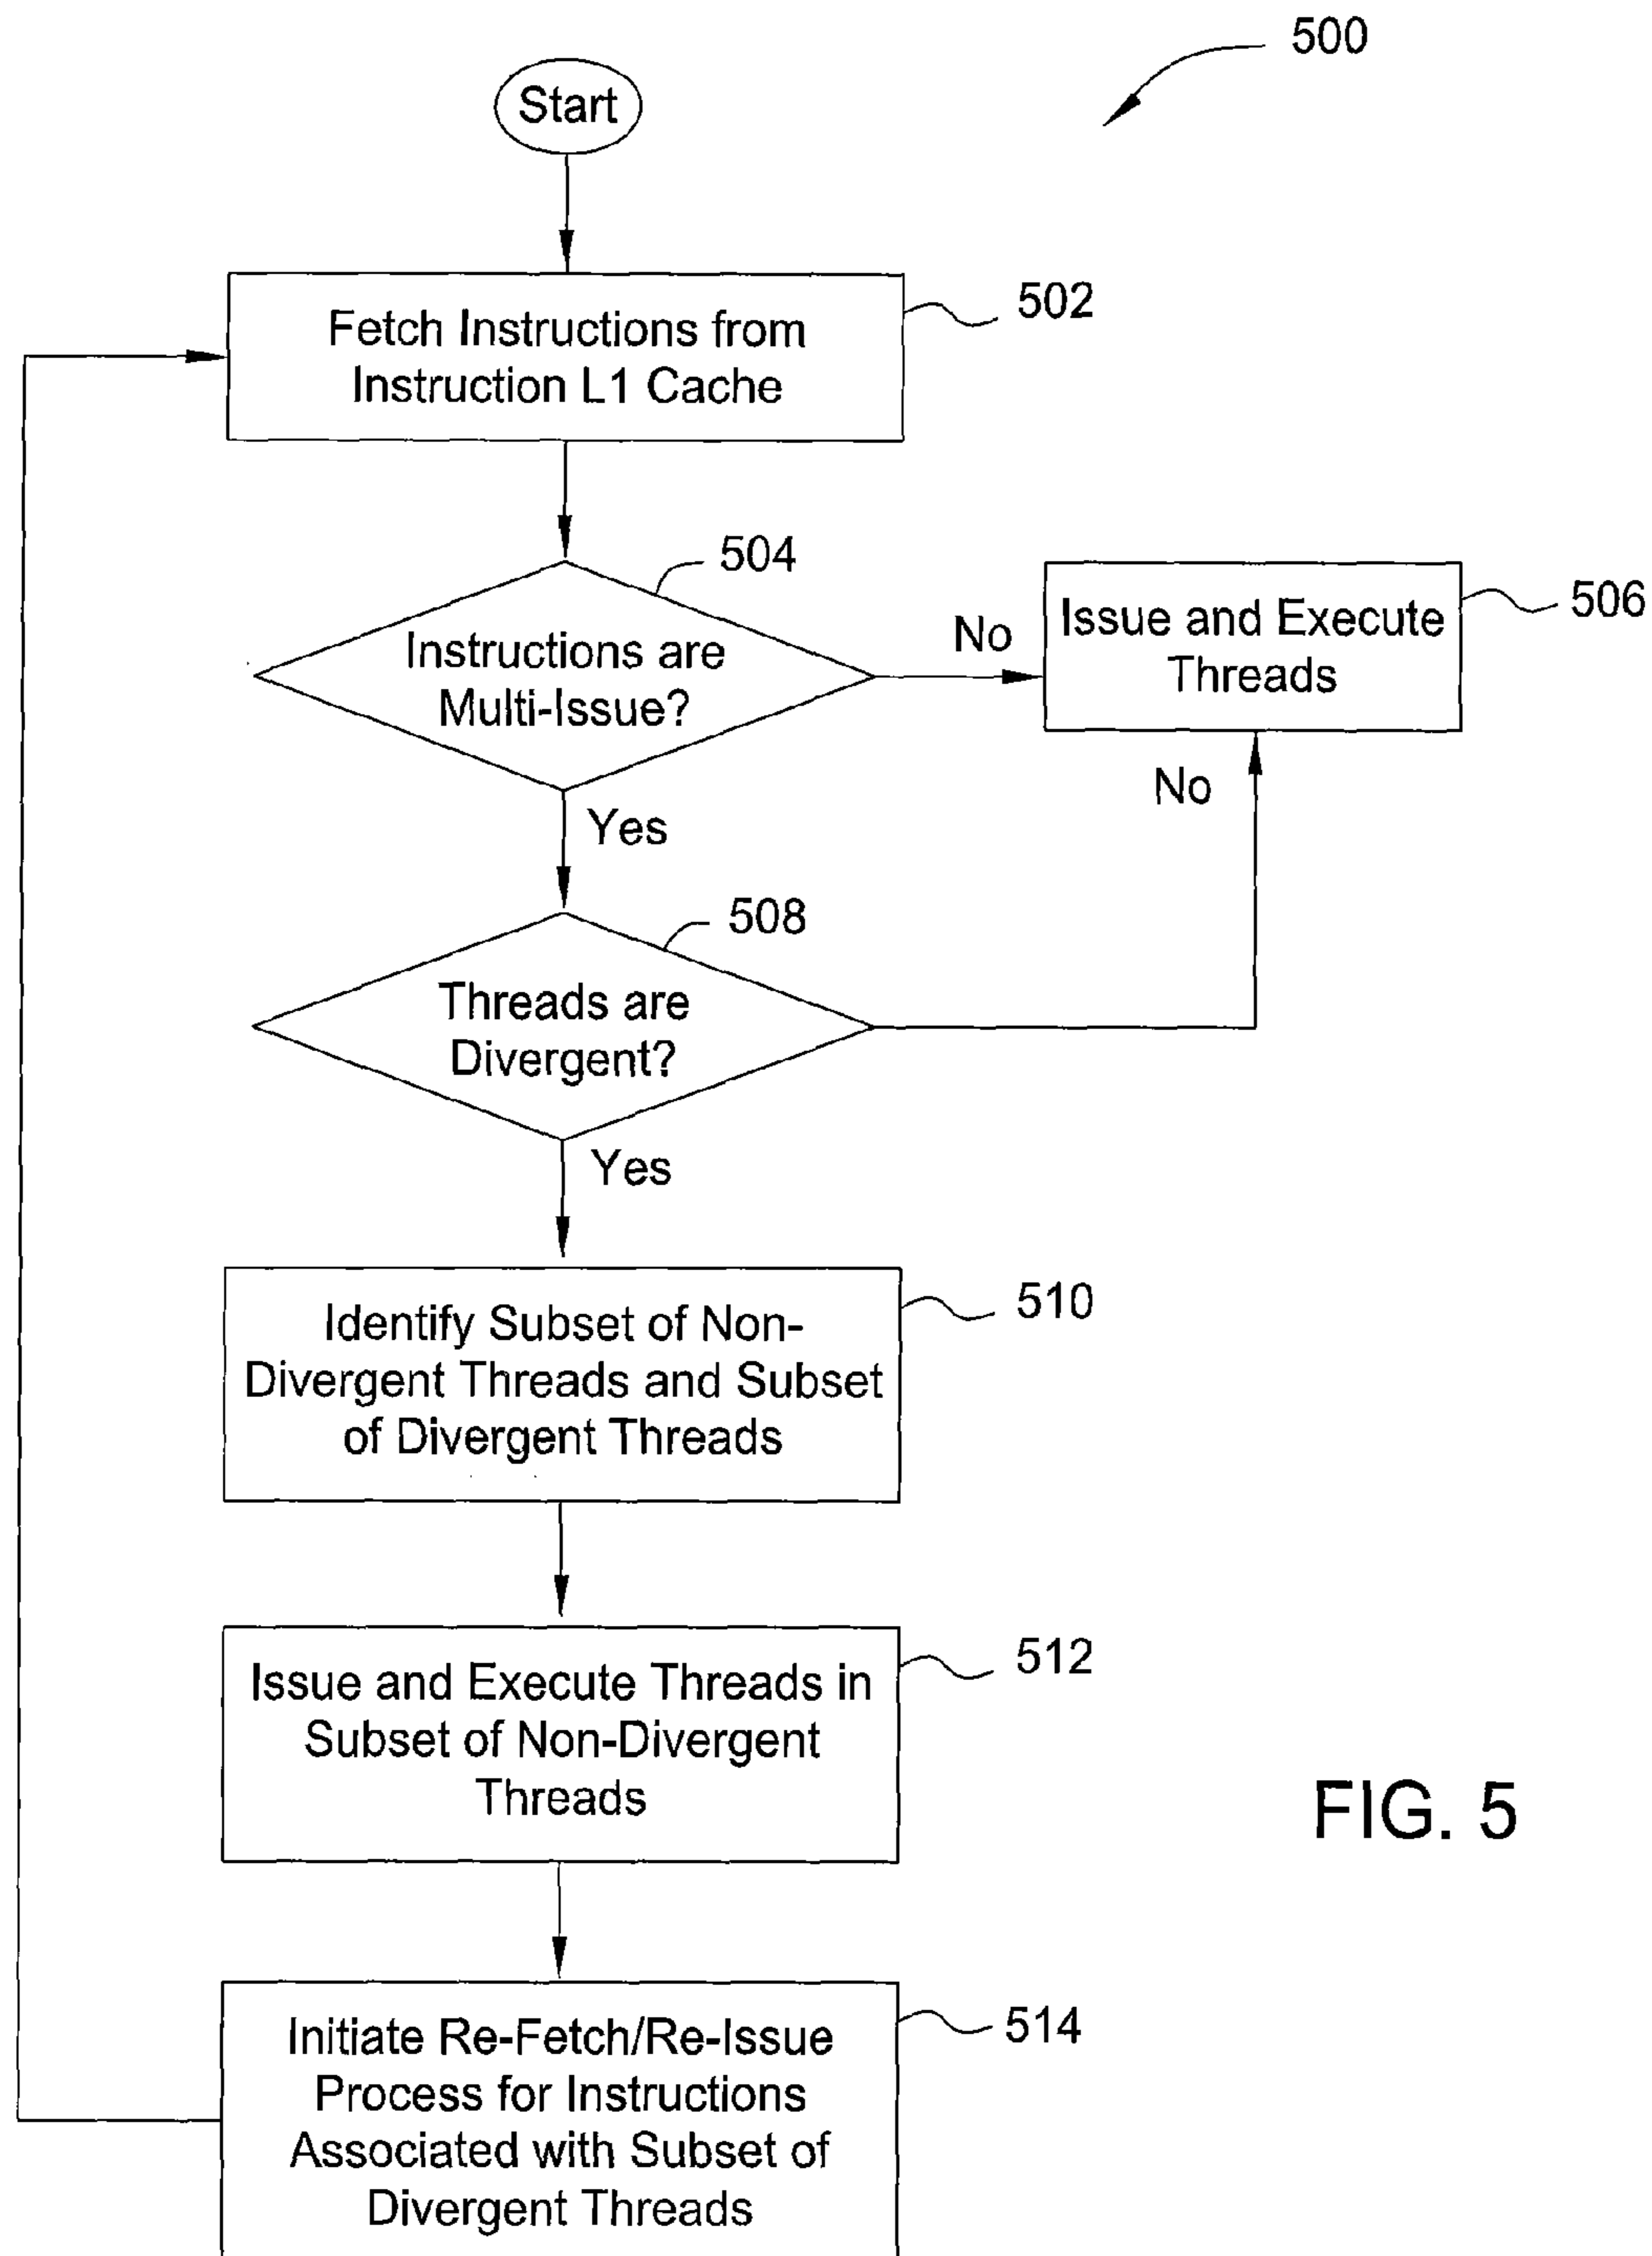 500
Start
Fetch Instructions from
Instruction L1 Cache
502
504
Instructions are
Multi-Issue?
No
Issue and Execute
Threads
506
Yes
No
508
Threads are
Divergent?
Yes
Identify Subset of Non-
Divergent Threads and Subset
of Divergent Threads
510
Issue and Execute Threads in
Subset of Non-Divergent
Threads
512
Initiate Re-Fetch/Re-Issue
Process for Instructions
Associated with Subset of
Divergent Threads
514
FIG. 5